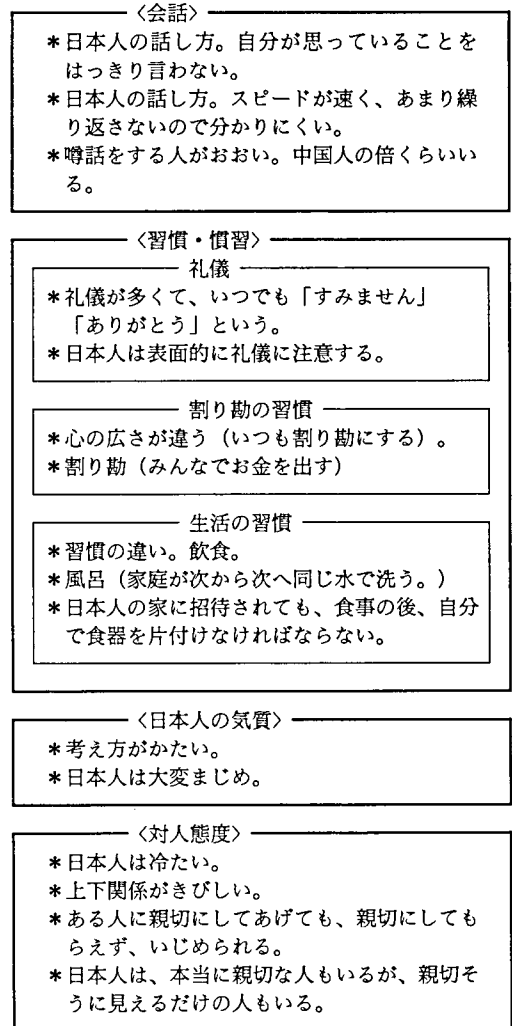 〈会話〉
*日本人の話し方。自分が思っていることを
はっきり言わない。
*日本人の話し方。スピードが速く、あまり繰
り返さないので分かりにくい。
*噂話をする人がおおい。中国人の倍くらいい
る。
〈習慣・慣習〉
礼儀
*礼儀が多くて、いつでも「すみません」
「ありがとう」という。
*日本人は表面的に礼儀に注意する。
割り勘の習慣
*心の広さが違う(いつも割り勘にする)。
*割り勘(みんなでお金を出す)
生活の習慣
*習慣の違い。飲食。
*風呂(家庭が次から次へ同じ水で洗う。)
*日本人の家に招待されても、食事の後、自分
で食器を片付けなければならない。
〈日本人の気質〉
*考え方がかたい。
*日本人は大変まじめ。
〈対人態度〉
*日本人は冷たい。
*上下関係がきびしい。
*ある人に親切にしてあげても、親切にしても
らえず、いじめられる。
*日本人は、本当に親切な人もいるが、親切そ
うに見えるだけの人もいる。